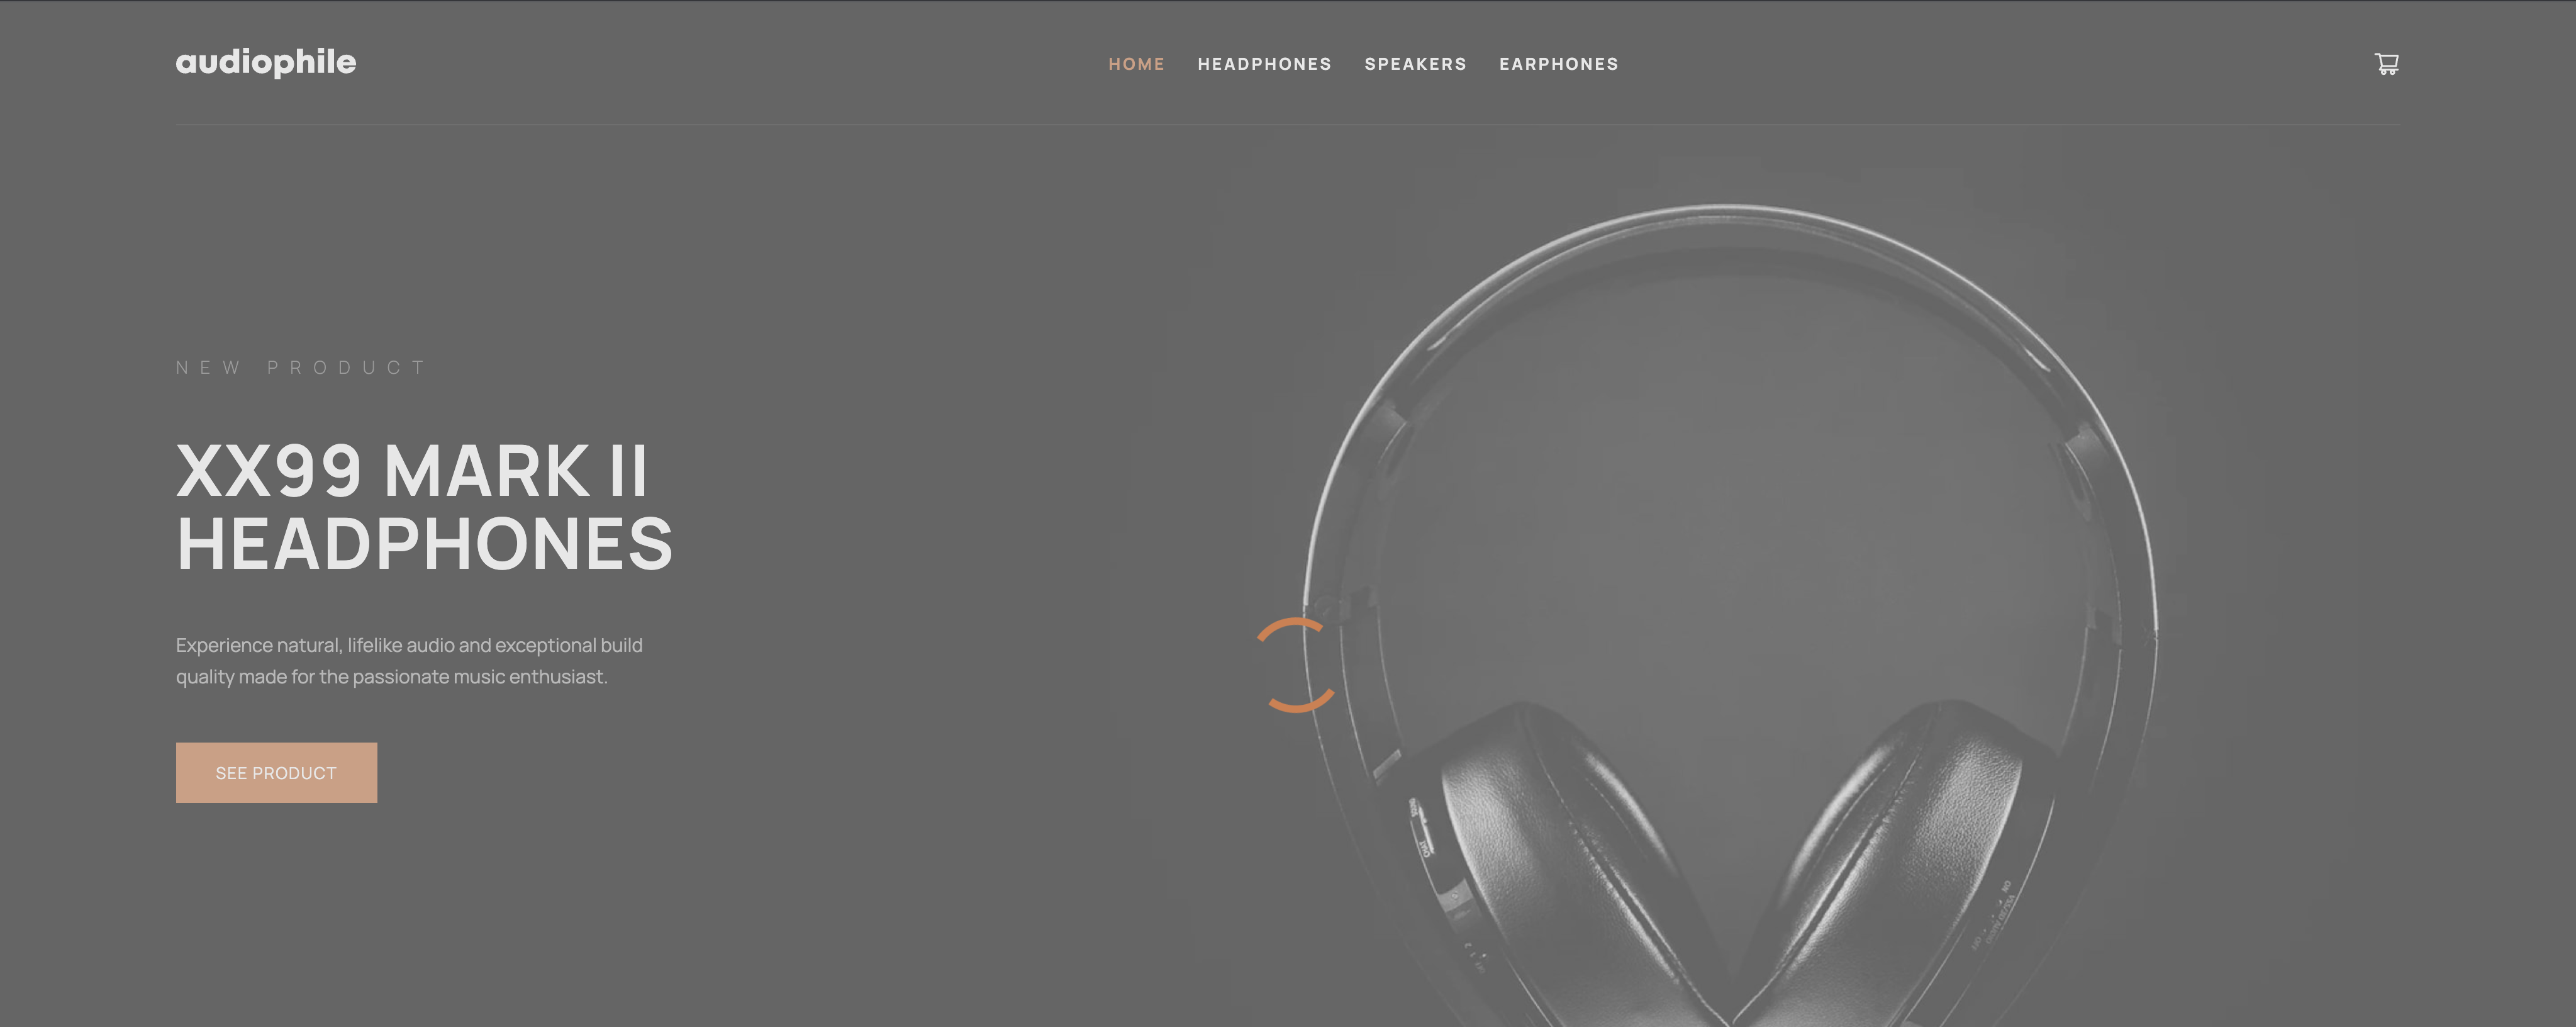 audiophile
HOME HEADPHONES SPEAKERS EARPHONES
NEW PRODUCT
XX99 MARK II
HEADPHONES
Experience natural, lifelike audio and exceptional build
quality made for the passionate music enthusiast.
SEE PRODUCT